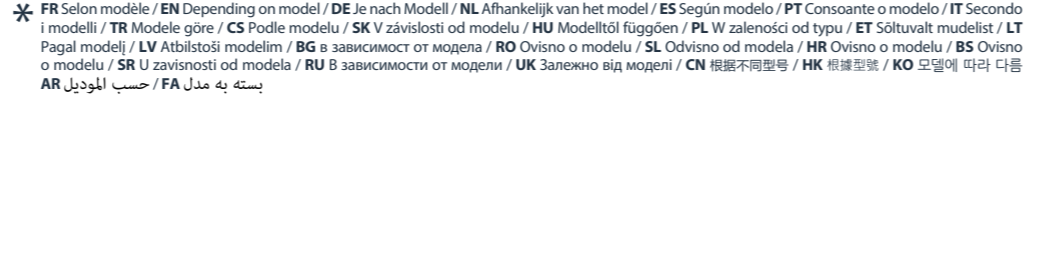 * FR Selon modèle / EN Depending on model / DE Je nach Modell / NL Afhankelijk van het model / ES Según modelo / PT Consoante o modelo / IT Secondo
i modelli / TR Modele göre / CS Podle modelu / SK V závislosti od modelu / HU Modelltől függően / PL W zaleności od typu / ET Sõltuvalt mudelist / LT
Pagal modelį / LV Atbilstoši modelim / BG в зависимост от модела / RO Ovisno o modelu / SL Odvisno od modela / HR Ovisno o modelu / BS Ovisno
o modelu / SR U zavisnosti od modela / RU В зависимости от модели / UK Залежно від моделі / CN 根据不同型号 / HK 根據型號 / KO 모델에 따라 다름
AR حسب الموديل / FA بسته به مدل